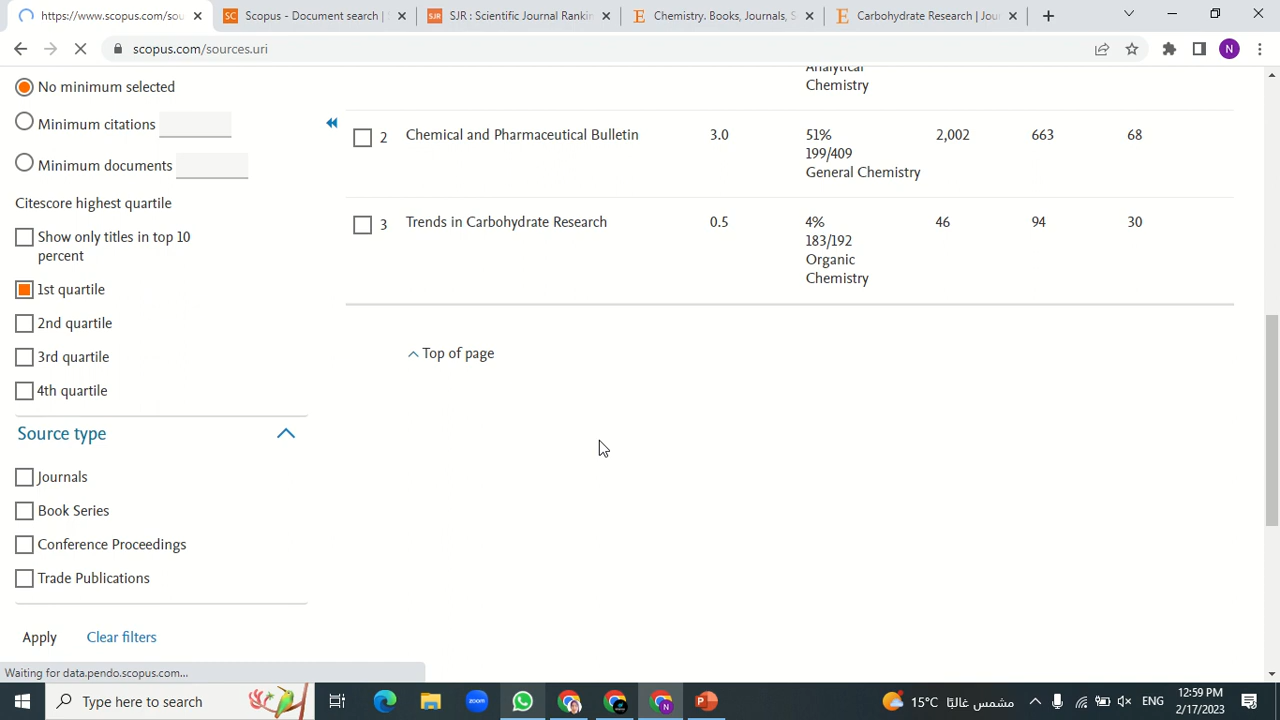 https://www.scopus.com/sou
Scopus - Document search |
SJR : Scientific Journal Rankin
Chemistry. Books, Journals, S
Carbohydrate Research | Jou
scopus.com/sources.uri
N
No minimum selected
Analytical
Chemistry
Minimum citations
2 Chemical and Pharmaceutical Bulletin 3.0 51% 2,002 663 68
199/409
General Chemistry
Minimum documents
Citescore highest quartile
3 Trends in Carbohydrate Research 0.5 4% 46 94 30
183/192
Organic
Chemistry
Show only titles in top 10
percent
1st quartile
2nd quartile
3rd quartile
4th quartile
Top of page
Source type
Journals
Book Series
Conference Proceedings
Trade Publications
Apply Clear filters
Waiting for data.pendo.scopus.com...
Type here to search
zoom
15°C مشمس غالبًا
ENG
12:59 PM
2/17/2023